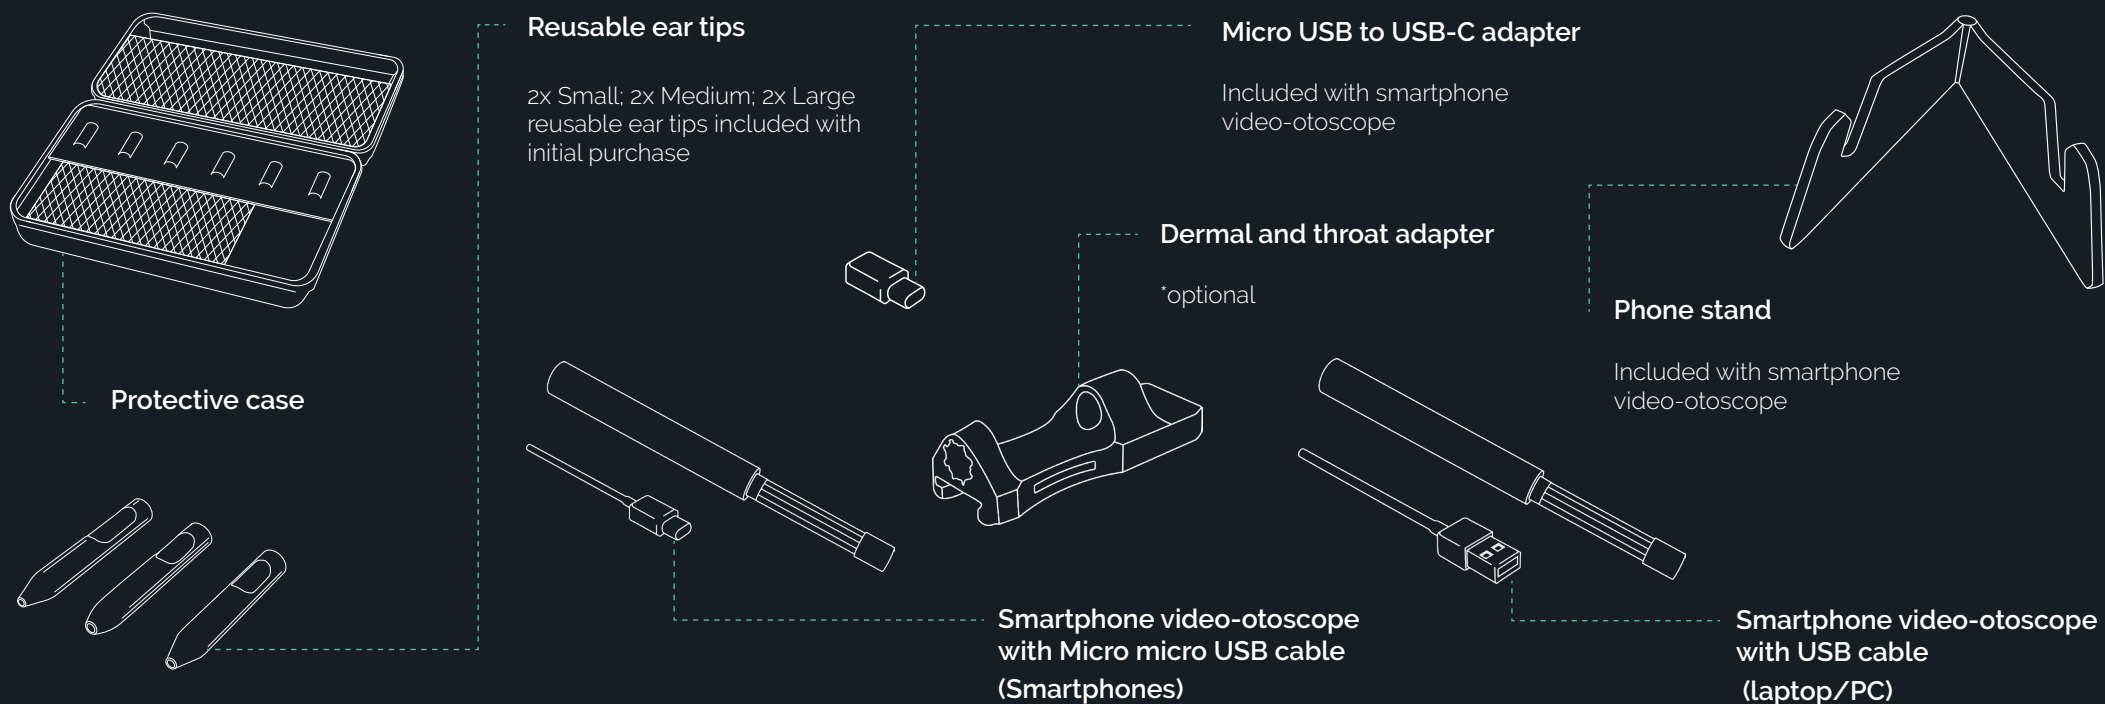 Reusable ear tips
2x Small; 2x Medium; 2x Large
reusable ear tips included with
initial purchase
Micro USB to USB-C adapter
Included with smartphone
video-otoscope
Dermal and throat adapter
*optional
Phone stand
Included with smartphone
video-otoscope
Protective case
Smartphone video-otoscope
with Micro micro USB cable
(Smartphones)
Smartphone video-otoscope
with USB cable
(laptop/PC)